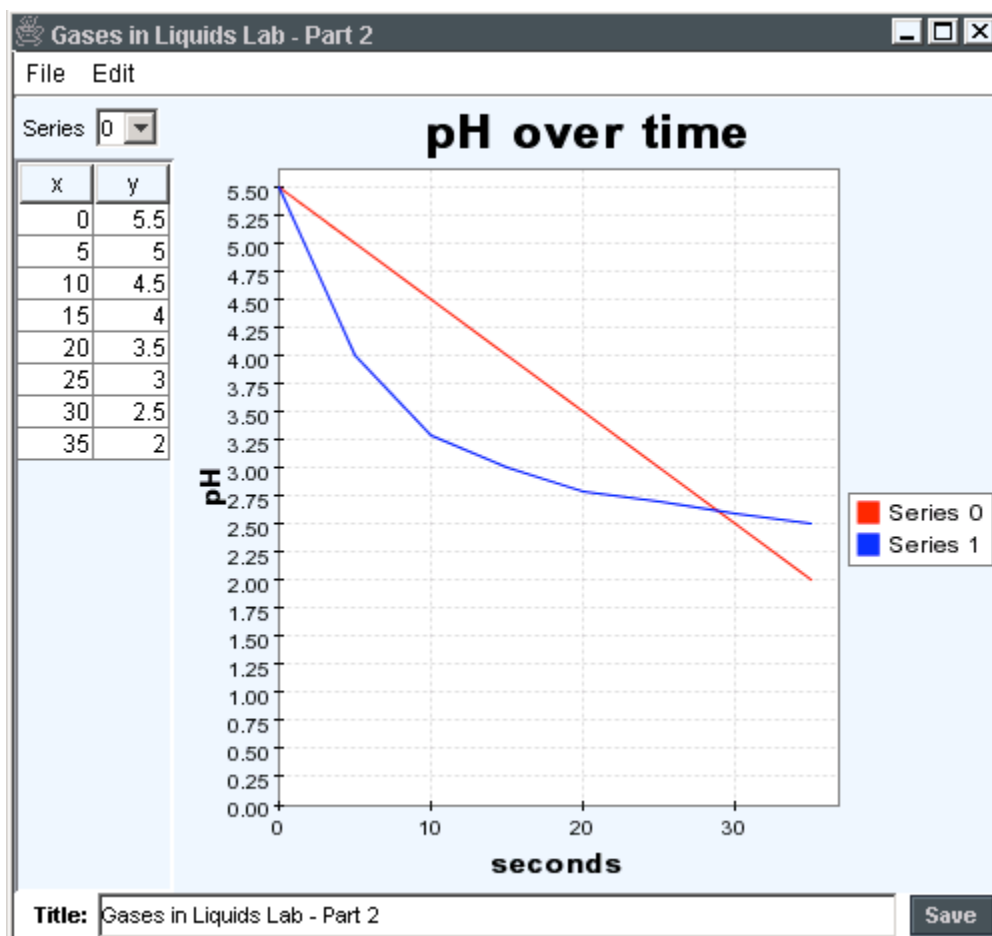 Gases in Liquids Lab - Part 2
File Edit
Series 0
pH over time
x y
0 5.5
5 5
10 4.5
15 4
20 3.5
25 3
30 2.5
35 2
5.50
5.25
5.00
4.75
4.50
4.25
4.00
3.75
3.50
3.25
3.00
2.75
2.50
2.25
2.00
1.75
1.50
1.25
1.00
0.75
0.50
0.25
0.00
pH
0 10 20 30
seconds
Series 0
Series 1
Title: Gases in Liquids Lab - Part 2 Save